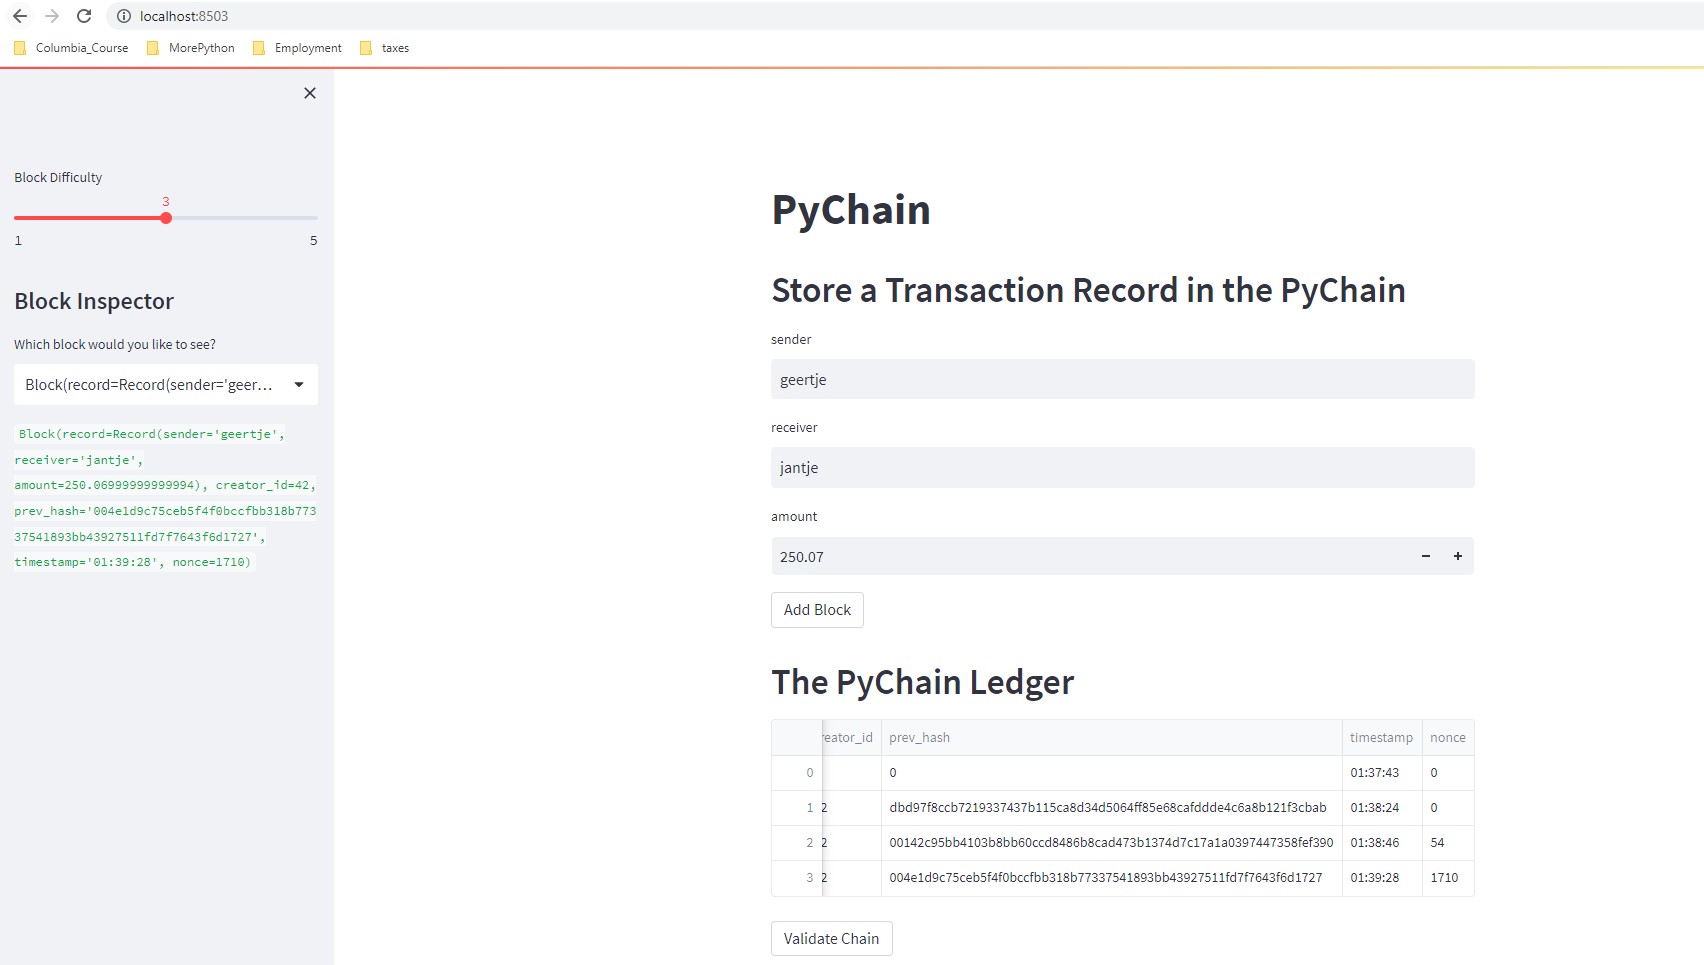 localhost:8503
Columbia_Course MorePython Employment taxes
Block Difficulty
3
1 5
Block Inspector
Which block would you like to see?
Block(record=Record(sender='geer...
Block(record=Record(sender='geertje',
receiver='jantje',
amount=250.06999999999994), creator_id=42,
prev_hash='004e1d9c75ceb5f4f0bccfbb318b773
37541893bb43927511fd7f7643f6d1727',
timestamp='01:39:28', nonce=1710)
PyChain
Store a Transaction Record in the PyChain
sender
geertje
receiver
jantje
amount
250.07 − +
Add Block
The PyChain Ledger
reator_id prev_hash timestamp nonce
0 0 01:37:43 0
1 2 dbd97f8ccb7219337437b115ca8d34d5064ff85e68cafddde4c6a8b121f3cbab 01:38:24 0
2 2 00142c95bb4103b8bb60ccd8486b8cad473b1374d7c17a1a0397447358fef390 01:38:46 54
3 2 004e1d9c75ceb5f4f0bccfbb318b77337541893bb43927511fd7f7643f6d1727 01:39:28 1710
Validate Chain